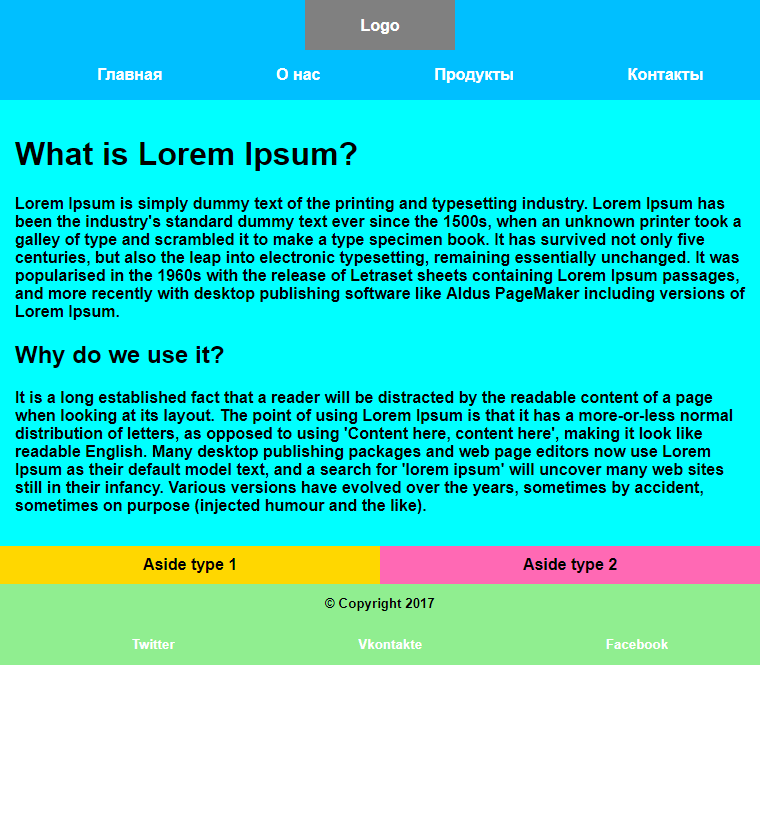 Logo
Главная О нас Продукты Контакты
What is Lorem Ipsum?
Lorem Ipsum is simply dummy text of the printing and typesetting industry. Lorem Ipsum has
been the industry's standard dummy text ever since the 1500s, when an unknown printer took a
galley of type and scrambled it to make a type specimen book. It has survived not only five
centuries, but also the leap into electronic typesetting, remaining essentially unchanged. It was
popularised in the 1960s with the release of Letraset sheets containing Lorem Ipsum passages,
and more recently with desktop publishing software like Aldus PageMaker including versions of
Lorem Ipsum.
Why do we use it?
It is a long established fact that a reader will be distracted by the readable content of a page
when looking at its layout. The point of using Lorem Ipsum is that it has a more-or-less normal
distribution of letters, as opposed to using 'Content here, content here', making it look like
readable English. Many desktop publishing packages and web page editors now use Lorem
Ipsum as their default model text, and a search for 'lorem ipsum' will uncover many web sites
still in their infancy. Various versions have evolved over the years, sometimes by accident,
sometimes on purpose (injected humour and the like).
Aside type 1 Aside type 2
© Copyright 2017
Twitter Vkontakte Facebook